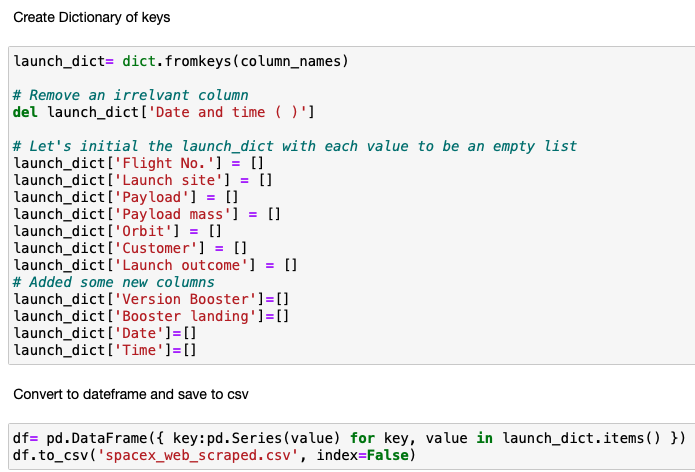 Create Dictionary of keys
launch_dict= dict.fromkeys(column_names)
# Remove an irrelvant column
del launch_dict['Date and time ( )']
# Let's initial the launch_dict with each value to be an empty list
launch_dict['Flight No.'] = []
launch_dict['Launch site'] = []
launch_dict['Payload'] = []
launch_dict['Payload mass'] = []
launch_dict['Orbit'] = []
launch_dict['Customer'] = []
launch_dict['Launch outcome'] = []
# Added some new columns
launch_dict['Version Booster']=[]
launch_dict['Booster landing']=[]
launch_dict['Date']=[]
launch_dict['Time']=[]
Convert to dateframe and save to csv
df= pd.DataFrame({ key:pd.Series(value) for key, value in launch_dict.items() })
df.to_csv('spacex_web_scraped.csv', index=False)